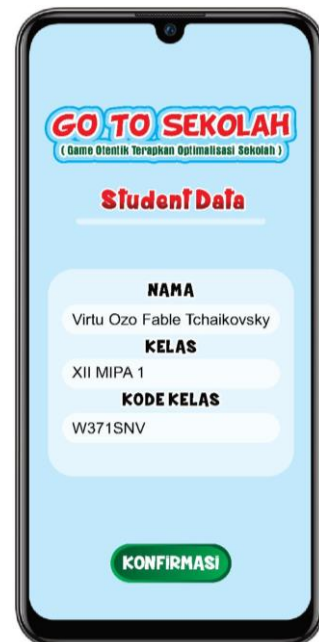 GO TO SEKOLAH
( Game Otentik Terapkan Optimalisasi Sekolah )
Student Data
NAMA
Virtu Ozo Fable Tchaikovsky
KELAS
XII MIPA 1
KODE KELAS
W371SNV
KONFIRMASI